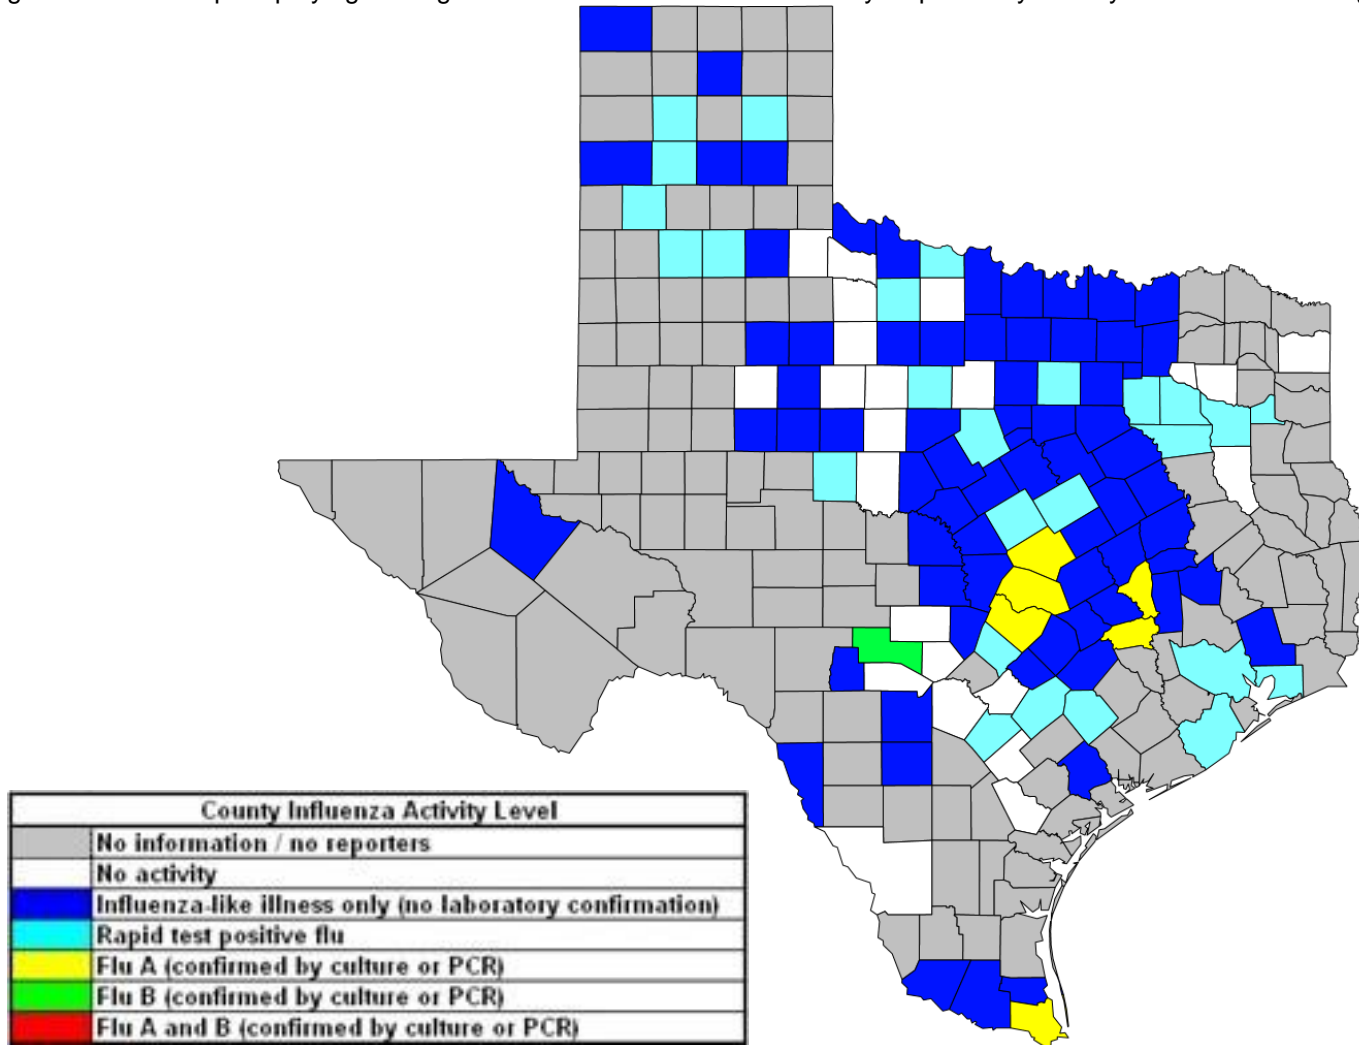 County Influenza Activity Level
No information / no reporters
No activity
Influenza-like illness only (no laboratory confirmation)
Rapid test positive flu
Flu A (confirmed by culture or PCR)
Flu B (confirmed by culture or PCR)
Flu A and B (confirmed by culture or PCR)